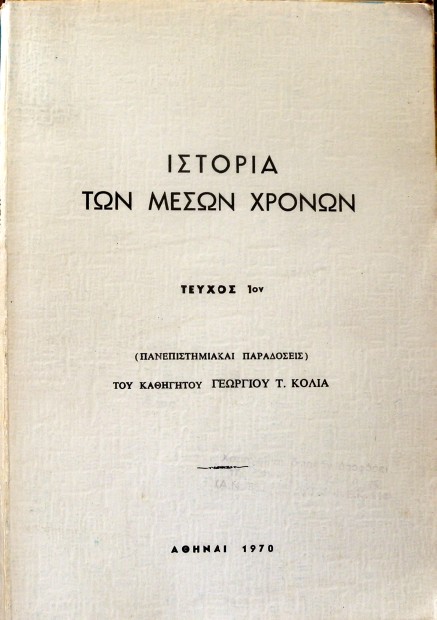 ΙΣΤΟΡΙΑ
ΤΩΝ ΜΕΣΩΝ ΧΡΟΝΩΝ
ΤΕΥΧΟΣ 1ον
(ΠΑΝΕΠΙΣΤΗΜΙΑΚΑΙ ΠΑΡΑΔΟΣΕΙΣ)
ΤΟΥ ΚΑΘΗΓΗΤΟΥ ΓΕΩΡΓΙΟΥ Τ. ΚΟΛΙΑ
ΑΘΗΝΑΙ 1970